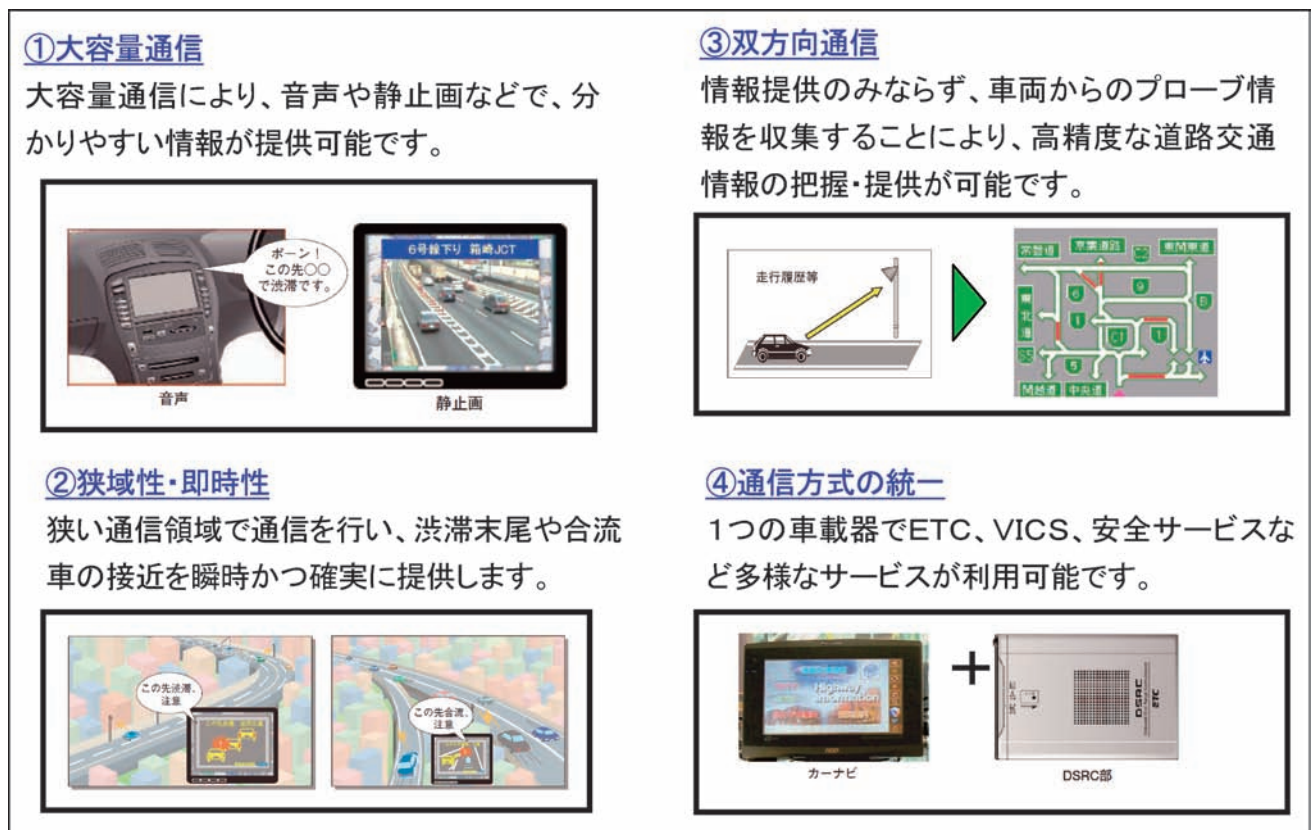 ①大容量通信
大容量通信により、音声や静止画などで、分
かりやすい情報が提供可能です。
ポーン！
この先○○
で渋滞です。
音声
6号線下り 箱崎JCT
静止画
②狭域性・即時性
狭い通信領域で通信を行い、渋滞末尾や合流
車の接近を瞬時かつ確実に提供します。
この先渋滞、
注意
この先合流、
注意
③双方向通信
情報提供のみならず、車両からのプローブ情
報を収集することにより、高精度な道路交通
情報の把握・提供が可能です。
走行履歴等
常磐道
京葉道路
C2
東関東道
6
9
B
東北道
1
C1
1
S5
5
関越道
中央道
④通信方式の統一
１つの車載器でETC、VICS、安全サービスな
ど多様なサービスが利用可能です。
Highway
Information
カーナビ
＋
DSRC
ETC
DSRC部